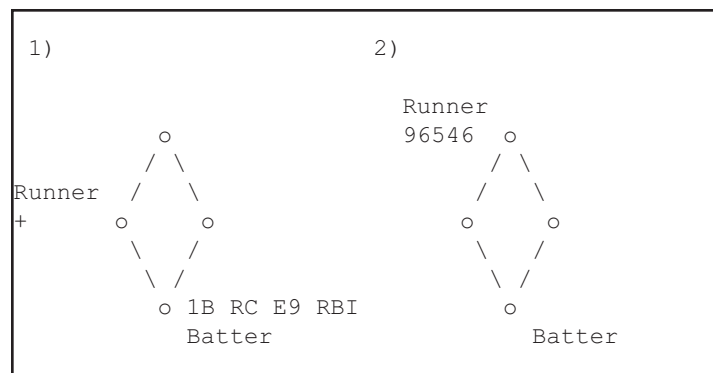 1)
Runner
+
o
/ \
/ \
o o
\ /
\ /
o 1B RC E9 RBI
Batter
2)
Runner
96546 o
/ \
/ \
o o
\ /
\ /
o
Batter